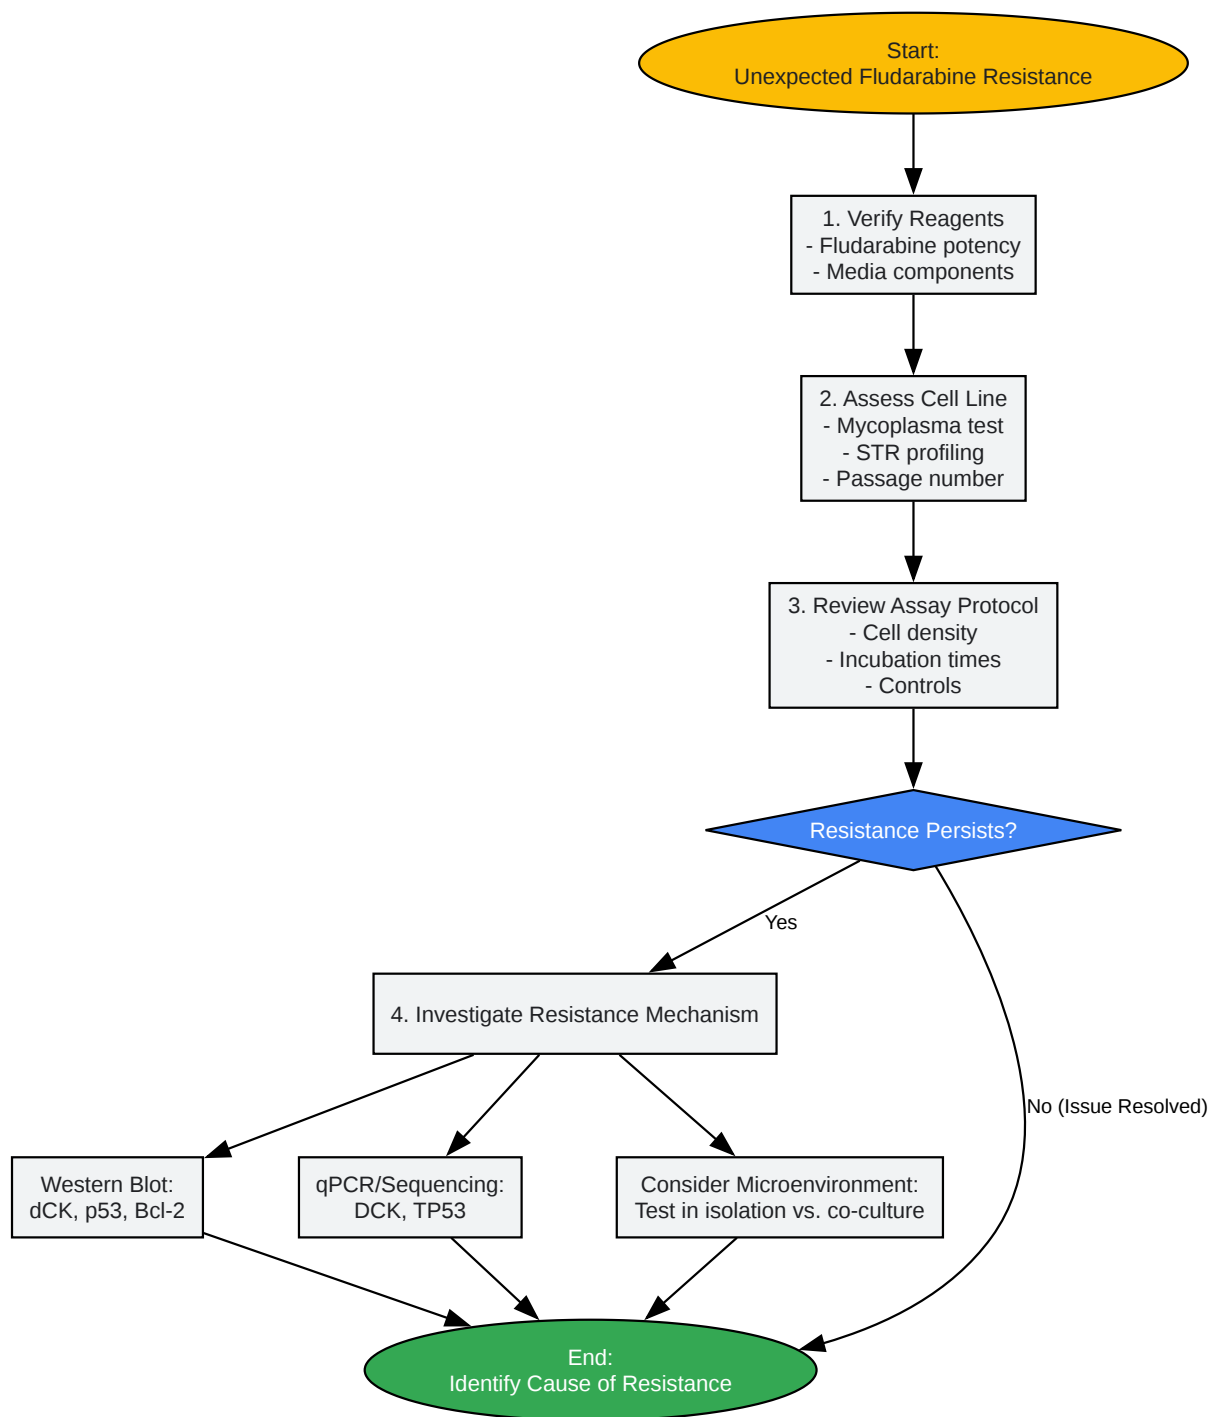 Start:
Unexpected Fludarabine Resistance
1. Verify Reagents
- Fludarabine potency
- Media components
2. Assess Cell Line
- Mycoplasma test
- STR profiling
- Passage number
3. Review Assay Protocol
- Cell density
- Incubation times
- Controls
Resistance Persists?
Yes
4. Investigate Resistance Mechanism
No (Issue Resolved)
Western Blot:
dCK, p53, Bcl-2
qPCR/Sequencing:
DCK, TP53
Consider Microenvironment:
Test in isolation vs. co-culture
End:
Identify Cause of Resistance